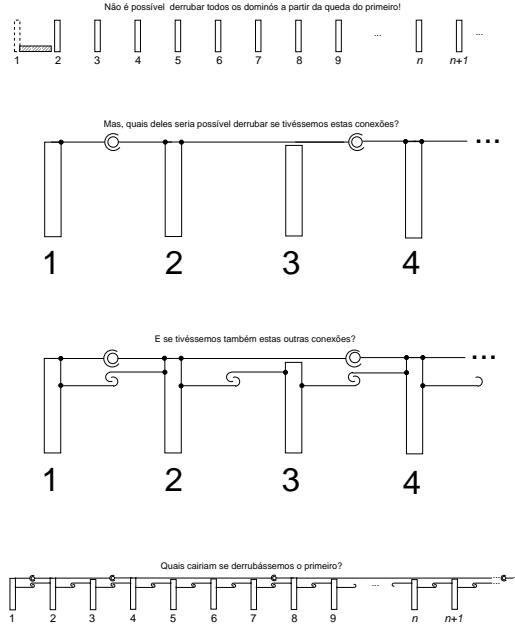 Não é possível derrubar todos os dominós a partir da queda do primeiro!
1 2 3 4 5 6 7 8 9 ... n n+1 ...
Mas, quais deles seria possível derrubar se tivéssemos estas conexões?
...
1 2 3 4
E se tivéssemos também estas outras conexões?
...
1 2 3 4
Quais cairiam se derrubássemos o primeiro?
...
1 2 3 4 5 6 7 8 9 n n+1